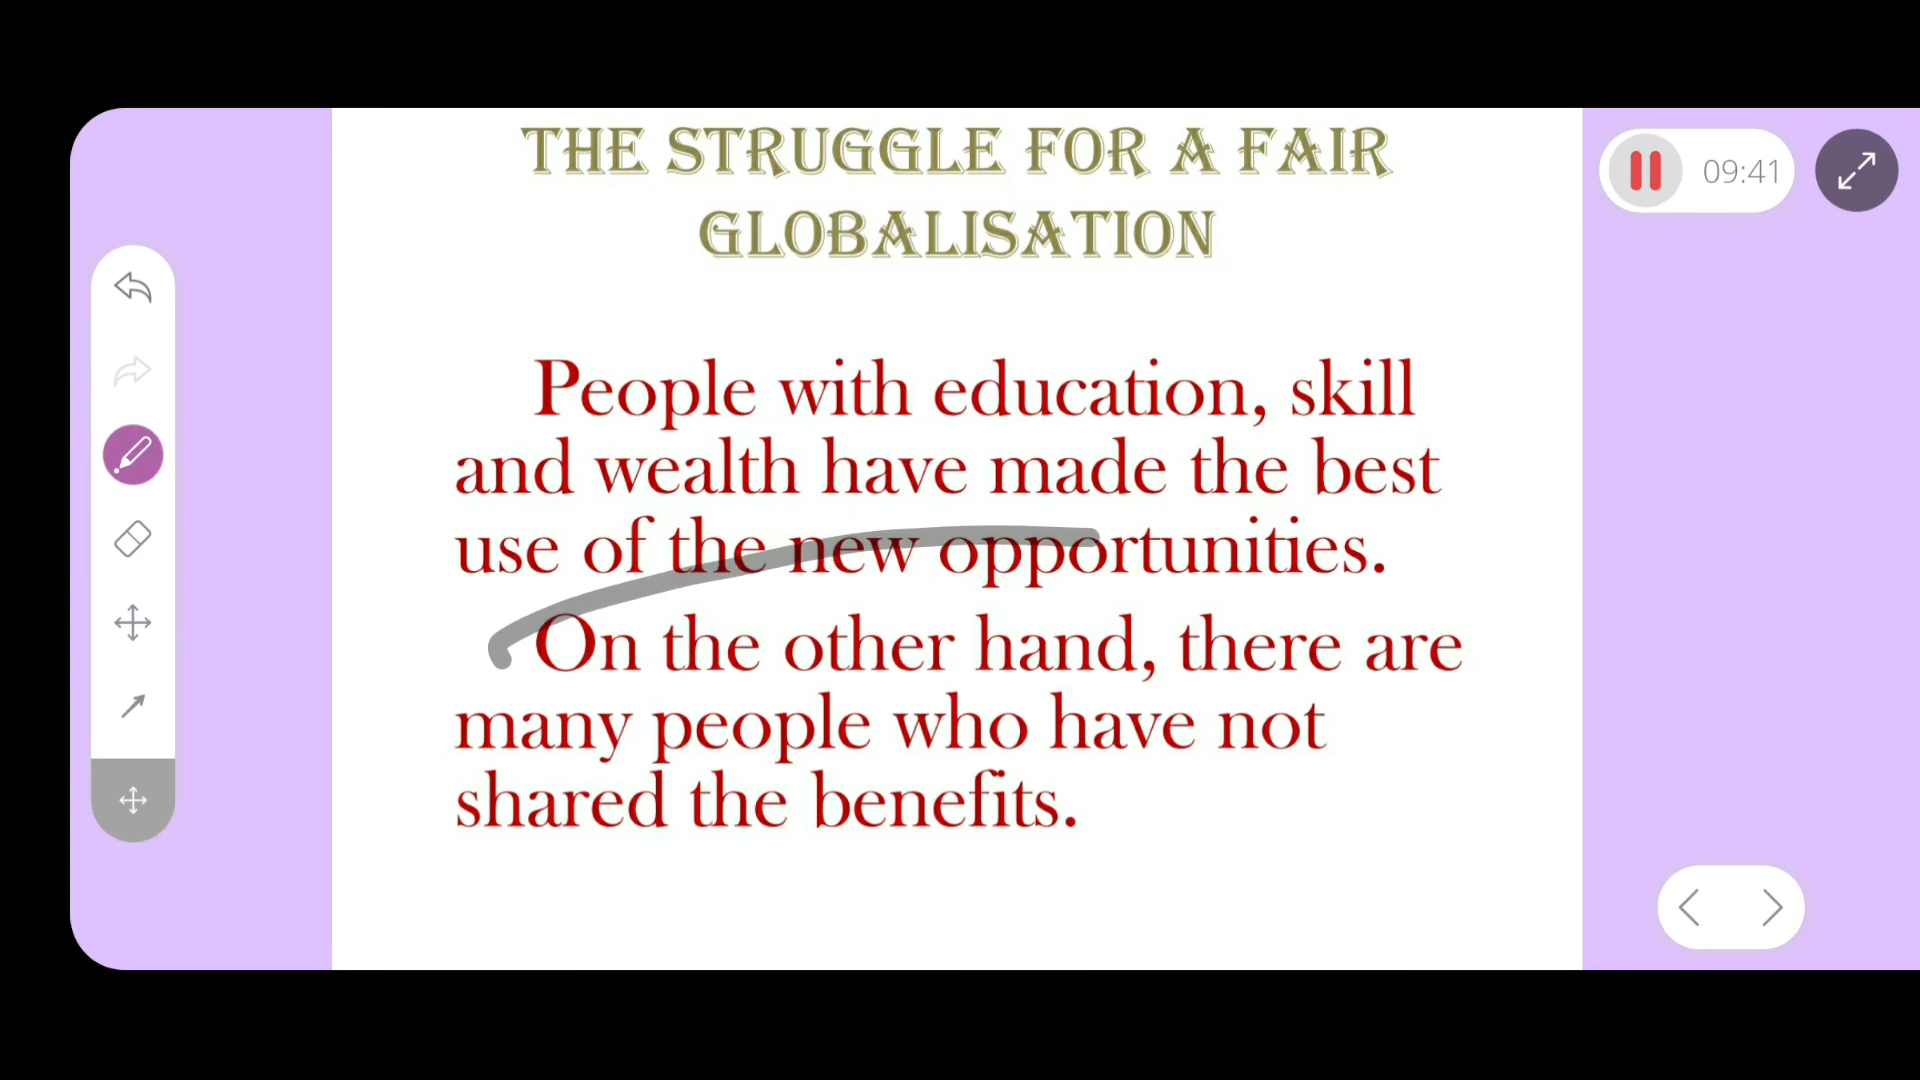 THE STRUGGLE FOR A FAIR
GLOBALISATION
09:41
People with education, skill
and wealth have made the best
use of the new opportunities.
On the other hand, there are
many people who have not
shared the benefits.